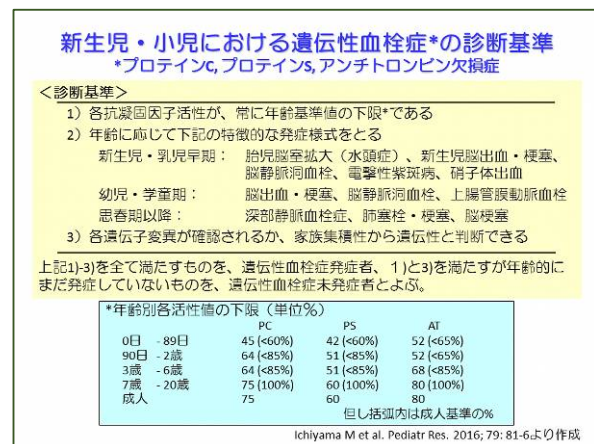 新生児・小児における遺伝性血栓症*の診断基準
*プロテインC, プロテインS, アンチトロンビン欠損症
＜診断基準＞
1）各抗凝固因子活性が、常に年齢基準値の下限*である
2）年齢に応じて下記の特徴的な発症様式をとる
新生児・乳児早期： 胎児脳室拡大（水頭症）、新生児脳出血・梗塞、
脳静脈洞血栓、電撃性紫斑病、硝子体出血
幼児・学童期： 脳出血・梗塞、脳静脈洞血栓、上腸管膜動脈血栓
思春期以降： 深部静脈血栓症、肺塞栓・梗塞、脳梗塞
3）各遺伝子変異が確認されるか、家族集積性から遺伝性と判断できる
上記1)-3)を全て満たすものを、遺伝性血栓症発症者、１)と3)を満たすが年齢的に
まだ発症していないものを、遺伝性血栓症未発症者とよぶ。
*年齢別各活性値の下限（単位％）
PC PS AT
0日 - 89日 45 (<60%) 42 (<60%) 52 (<65%)
90日 - 2歳 64 (<85%) 51 (<85%) 52 (<65%)
3歳 - 6歳 64 (<85%) 51 (<85%) 68 (<85%)
7歳 - 20歳 75 (100%) 60 (100%) 80 (100%)
成人 75 60 80
但し括弧内は成人基準の%
Ichiyama M et al. Pediatr Res. 2016; 79: 81-6より作成